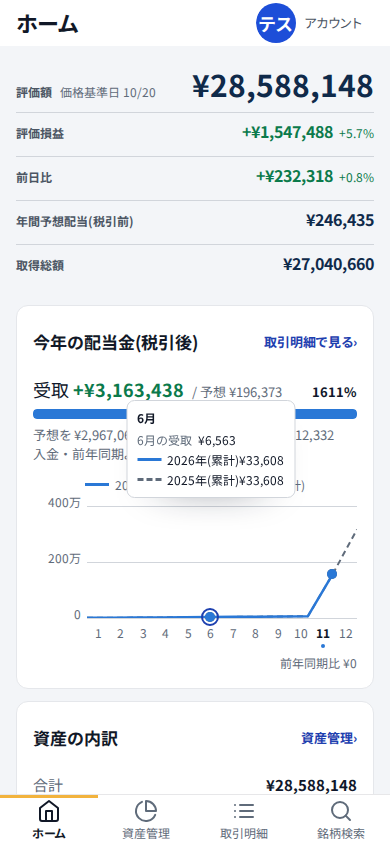 ホーム
テス アカウント
評価額 価格基準日 10/20 ¥28,588,148
評価損益 +¥1,547,488 +5.7%
前日比 +¥232,318 +0.8%
年間予想配当(税引前) ¥246,435
取得総額 ¥27,040,660
今年の配当金(税引後) 取引明細で見る›
受取 +¥3,163,438 / 予想 ¥196,373 1611%
6月
予想を ¥2,967,0 12,332
6月の受取 ¥6,563
入金・前年同期
2026年(累計)¥33,608
2025年(累計)¥33,608
400万
200万
0
1 2 3 4 5 6 7 8 9 10 11 12
前年同期比 ¥0
資産の内訳 資産管理›
合計 ¥28,588,148
ホーム 資産管理 取引明細 銘柄検索